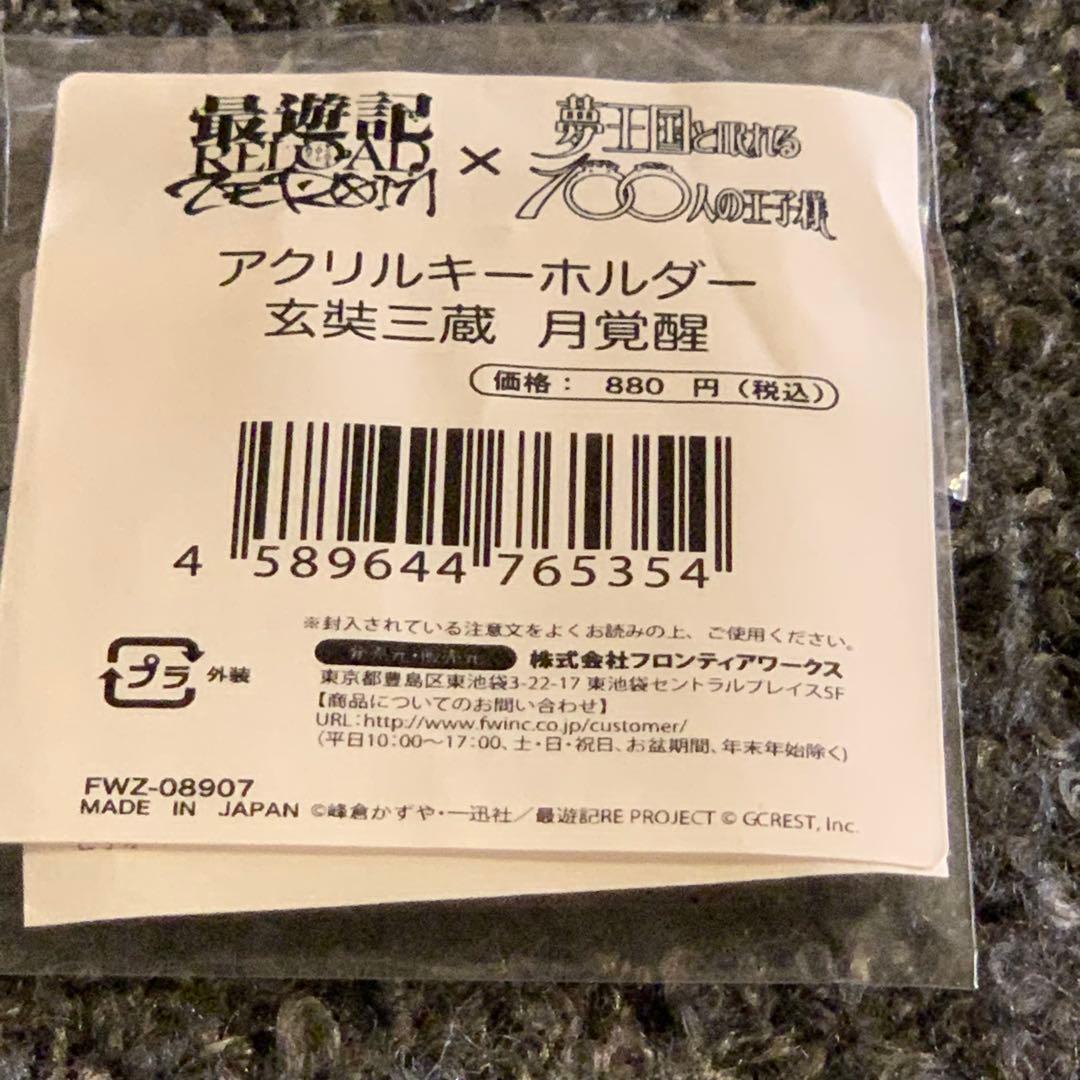 最遊記
RELOAD
ZEROIN
×
夢王国と眠れる
100人の王子様
アクリルキーホルダー
玄奘三蔵 月覚醒
価格： 880 円（税込）
4 589644 765354
※封入されている注意文をよくお読みの上、ご使用ください。
発売元・販売元 株式会社フロンティアワークス
東京都豊島区東池袋3-22-17 東池袋セントラルプレイス5F
【商品についてのお問い合わせ】
URL：http://www.fwinc.co.jp/customer/
（平日10：00～17：00、土・日・祝日、お盆期間、年末年始除く）
プラ 外装
FWZ-08907
MADE IN JAPAN ©峰倉かずや・一迅社／最遊記RE PROJECT © GCREST, Inc.